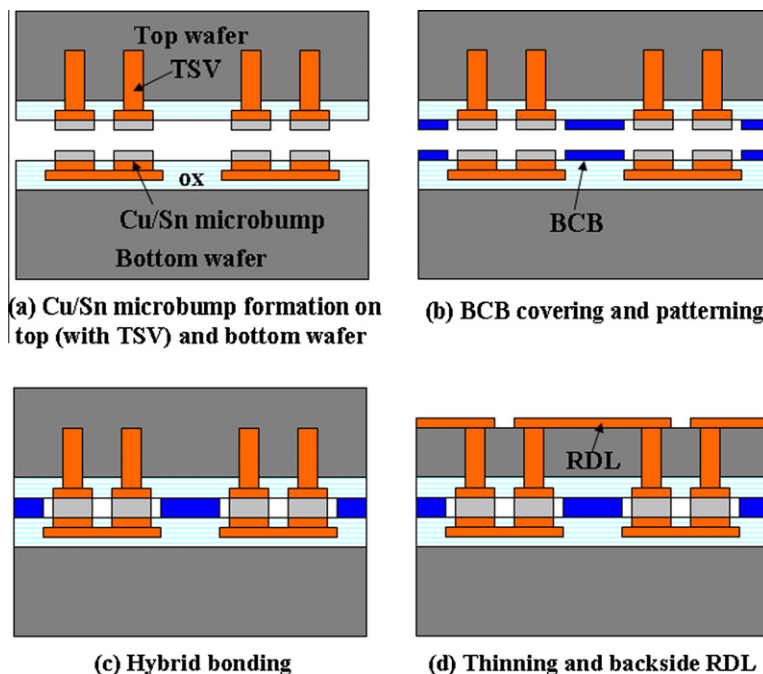 Top wafer
TSV
ox
Cu/Sn microbump
Bottom wafer
(a) Cu/Sn microbump formation on
top (with TSV) and bottom wafer
BCB
(b) BCB covering and patterning
(c) Hybrid bonding
RDL
(d) Thinning and backside RDL